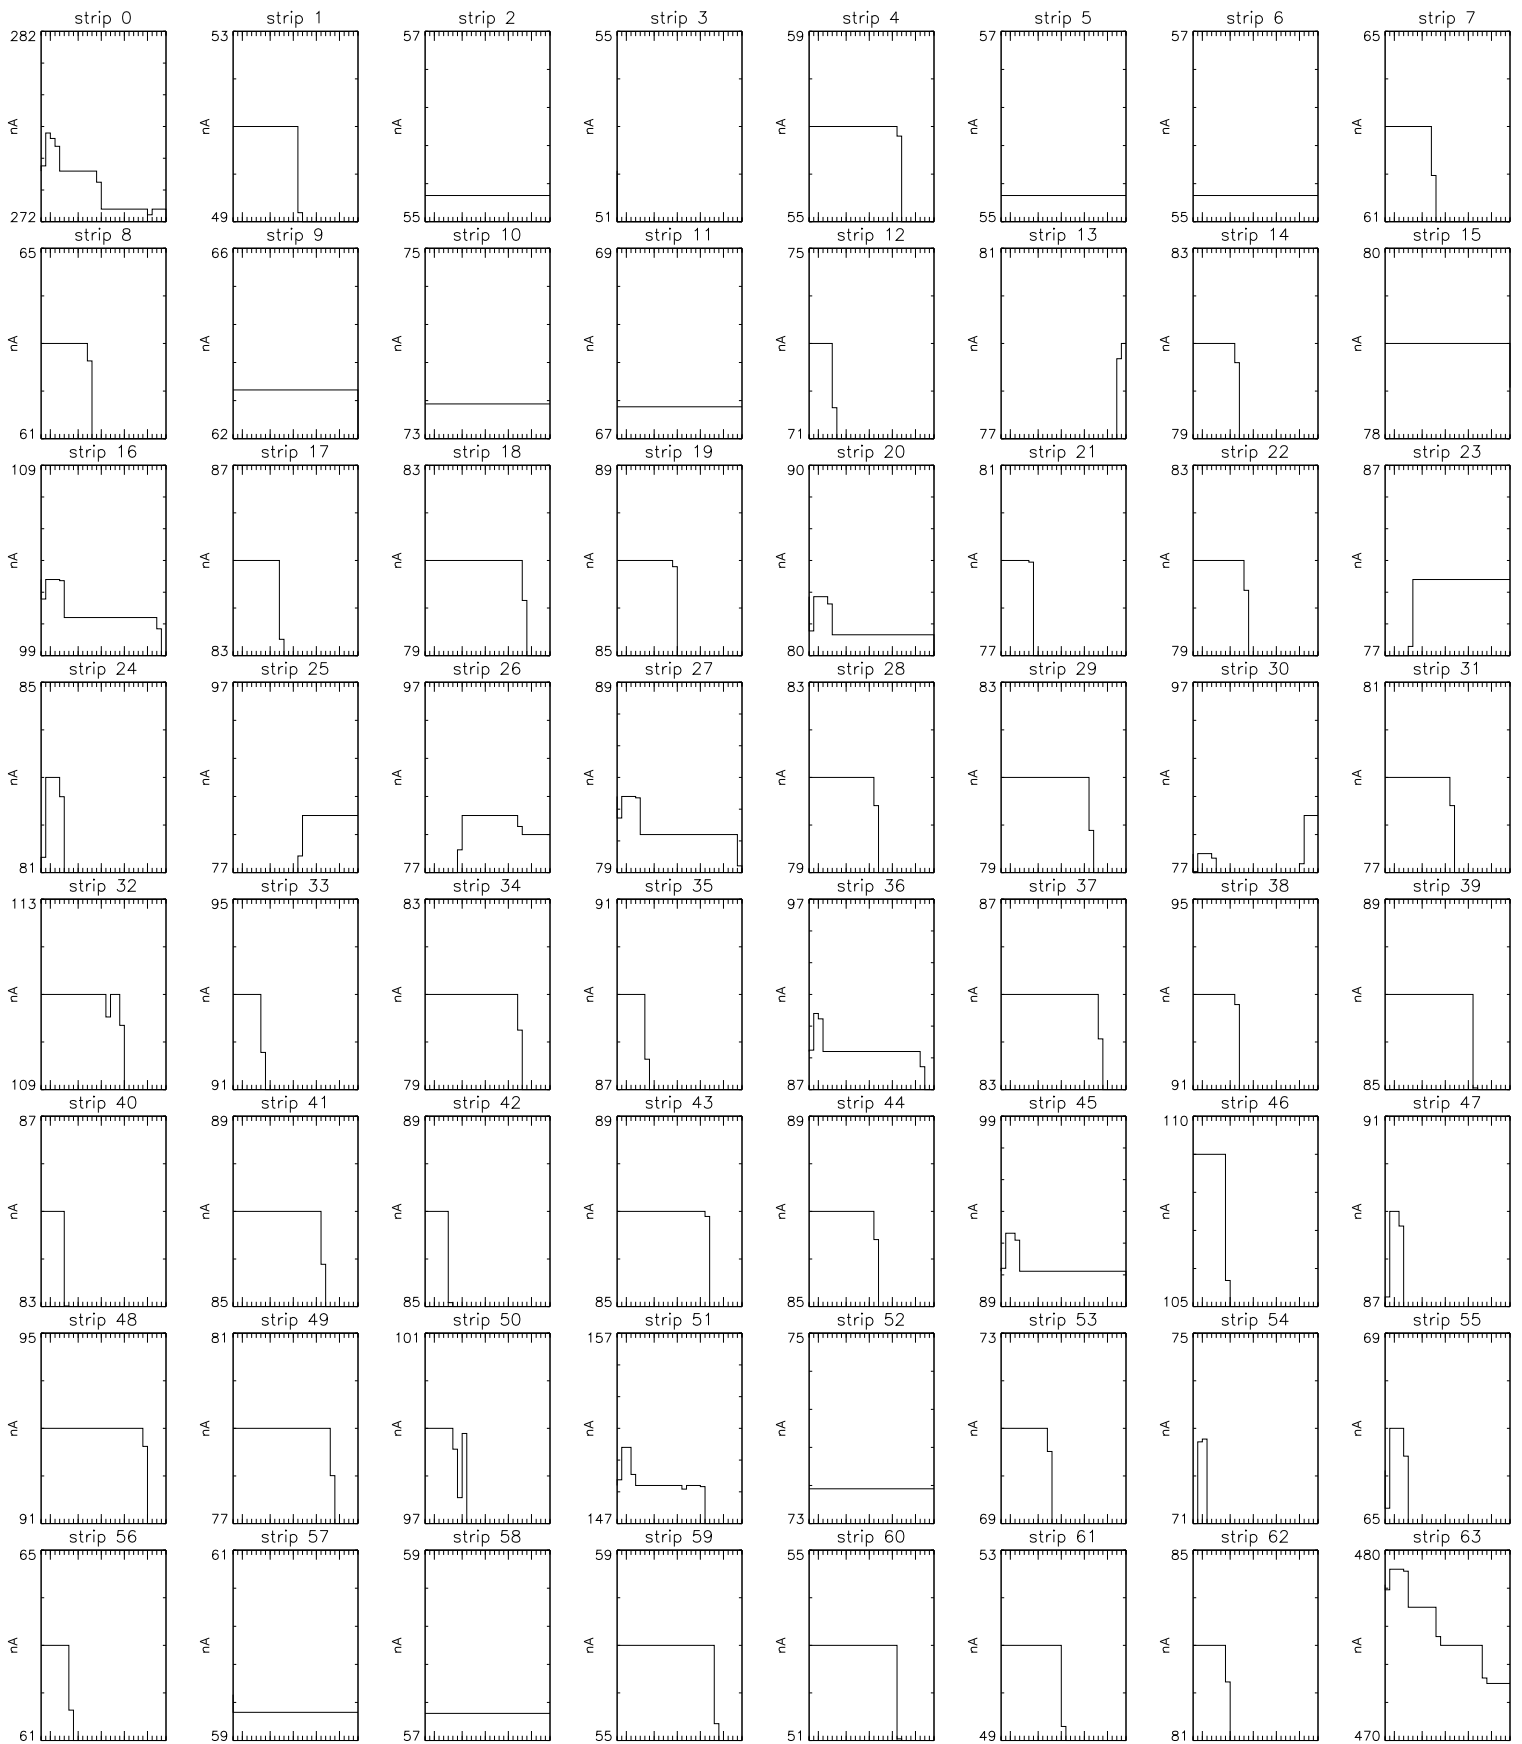 strip 0 strip 1 strip 2 strip 3 strip 4 strip 5 strip 6 strip 7
282 53 57 55 59 57 57 65
nA nA nA nA nA nA nA nA
272 49 55 51 55 55 55 61
strip 8 strip 9 strip 10 strip 11 strip 12 strip 13 strip 14 strip 15
65 66 75 69 75 81 83 80
nA nA nA nA nA nA nA nA
61 62 73 67 71 77 79 78
strip 16 strip 17 strip 18 strip 19 strip 20 strip 21 strip 22 strip 23
109 87 83 89 90 81 83 87
nA nA nA nA nA nA nA nA
99 83 79 85 80 77 79 77
strip 24 strip 25 strip 26 strip 27 strip 28 strip 29 strip 30 strip 31
85 97 97 89 83 83 97 81
nA nA nA nA nA nA nA nA
81 77 77 79 79 79 77 77
strip 32 strip 33 strip 34 strip 35 strip 36 strip 37 strip 38 strip 39
113 95 83 91 97 87 95 89
nA nA nA nA nA nA nA nA
109 91 79 87 87 83 91 85
strip 40 strip 41 strip 42 strip 43 strip 44 strip 45 strip 46 strip 47
87 89 89 89 89 99 110 91
nA nA nA nA nA nA nA nA
83 85 85 85 85 89 105 87
strip 48 strip 49 strip 50 strip 51 strip 52 strip 53 strip 54 strip 55
95 81 101 157 75 73 75 69
nA nA nA nA nA nA nA nA
91 77 97 147 73 69 71 65
strip 56 strip 57 strip 58 strip 59 strip 60 strip 61 strip 62 strip 63
65 61 59 59 55 53 85 480
nA nA nA nA nA nA nA nA
61 59 57 55 51 49 81 470